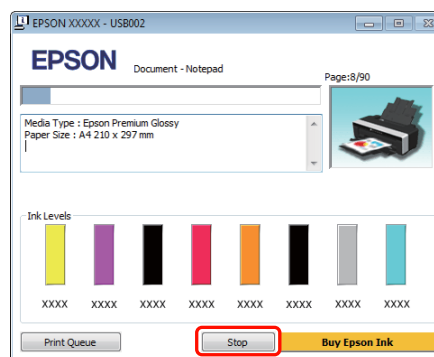 EPSON XXXXX - USB002
EPSON
Document - Notepad
Page:8/90
Media Type : Epson Premium Glossy
Paper Size : A4 210 x 297 mm
Ink Levels
XXXX XXXX XXXX XXXX XXXX XXXX XXXX XXXX
Print Queue Stop Buy Epson Ink